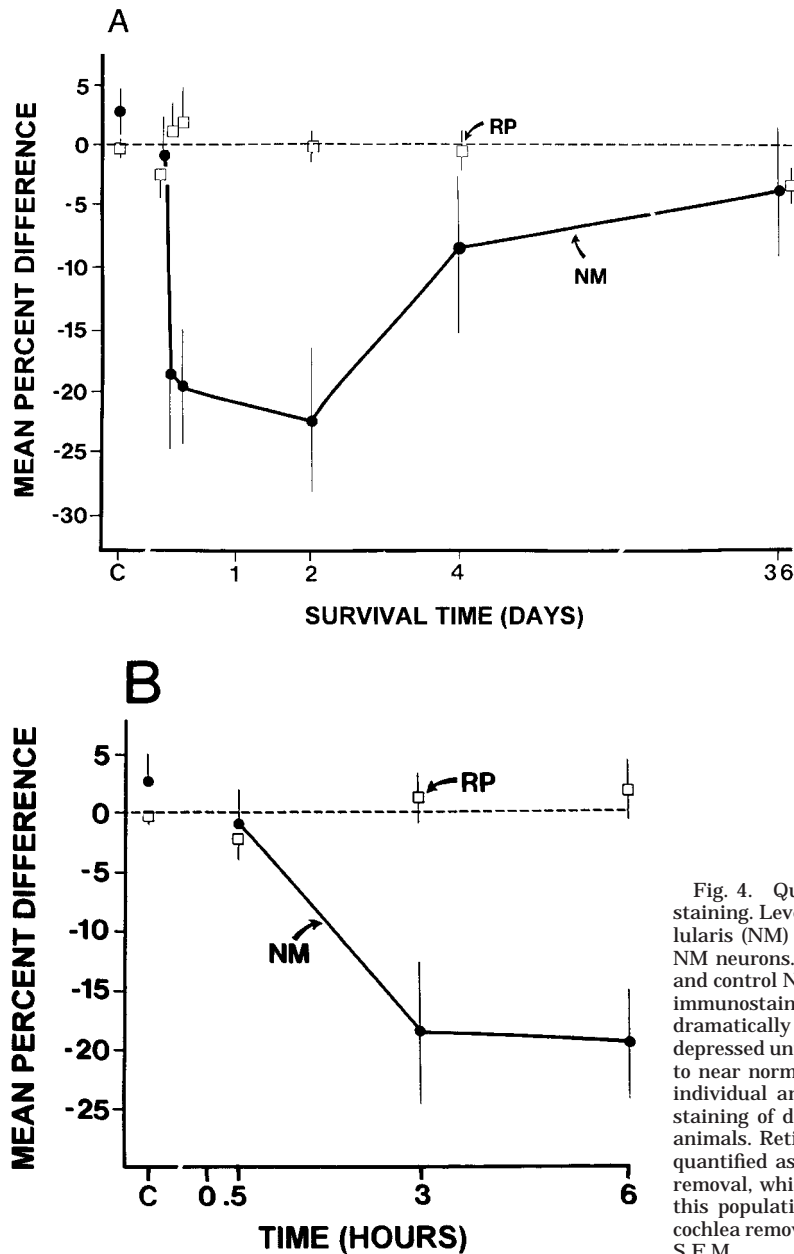 A
5
0
-5
-10
-15
-20
-25
-30
MEAN PERCENT DIFFERENCE
RP
NM
C 1 2 4 36
SURVIVAL TIME (DAYS)
B
5
0
-5
-10
-15
-20
-25
MEAN PERCENT DIFFERENCE
RP
NM
C 0.5 3 6
TIME (HOURS)
Fig. 4. Qu
staining. Leve
lularis (NM)
NM neurons.
and control N
immunostain
dramatically
depressed un
to near norm
individual an
staining of d
animals. Reti
quantified as
removal, whi
this populati
cochlea remov
S.E.M.